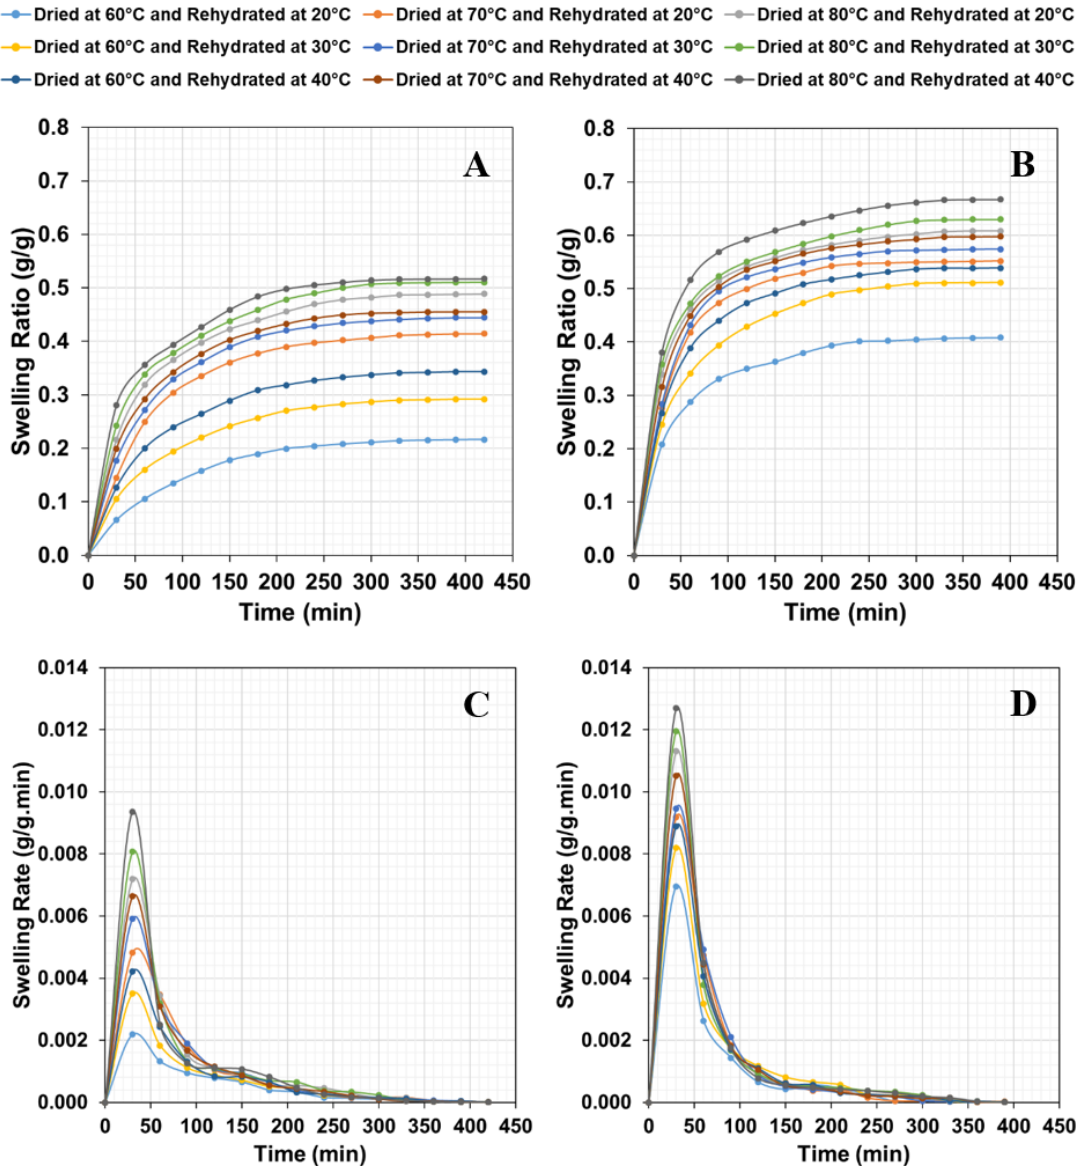 Dried at 60°C and Rehydrated at 20°C Dried at 70°C and Rehydrated at 20°C Dried at 80°C and Rehydrated at 20°C
Dried at 60°C and Rehydrated at 30°C Dried at 70°C and Rehydrated at 30°C Dried at 80°C and Rehydrated at 30°C
Dried at 60°C and Rehydrated at 40°C Dried at 70°C and Rehydrated at 40°C Dried at 80°C and Rehydrated at 40°C
A
Swelling Ratio (g/g)
0.8
0.7
0.6
0.5
0.4
0.3
0.2
0.1
0.0
0 50 100 150 200 250 300 350 400 450
Time (min)
B
Swelling Ratio (g/g)
0.8
0.7
0.6
0.5
0.4
0.3
0.2
0.1
0.0
0 50 100 150 200 250 300 350 400 450
Time (min)
C
Swelling Rate (g/g.min)
0.014
0.012
0.010
0.008
0.006
0.004
0.002
0.000
0 50 100 150 200 250 300 350 400 450
Time (min)
D
Swelling Rate (g/g.min)
0.014
0.012
0.010
0.008
0.006
0.004
0.002
0.000
0 50 100 150 200 250 300 350 400 450
Time (min)